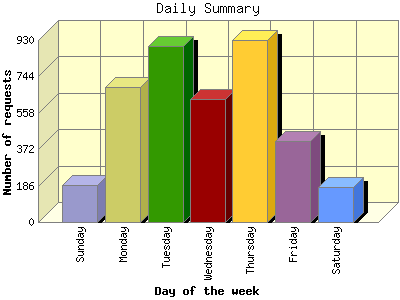 Daily Summary
Number of requests
930
744
558
372
186
0
Sunday
Monday
Tuesday
Wednesday
Thursday
Friday
Saturday
Day of the week